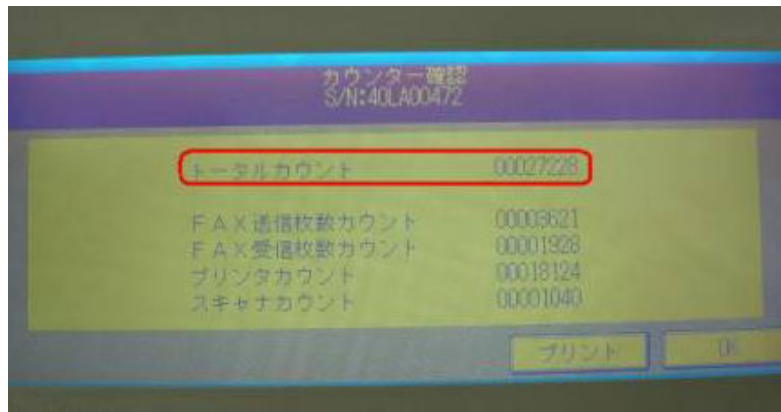 カウンター確認
S/N:40LA00472
トータルカウント 00027228
FAX送信枚数カウント 00003621
FAX受信枚数カウント 00001928
プリンタカウント 00018124
スキャナカウント 00001040
プリント OK